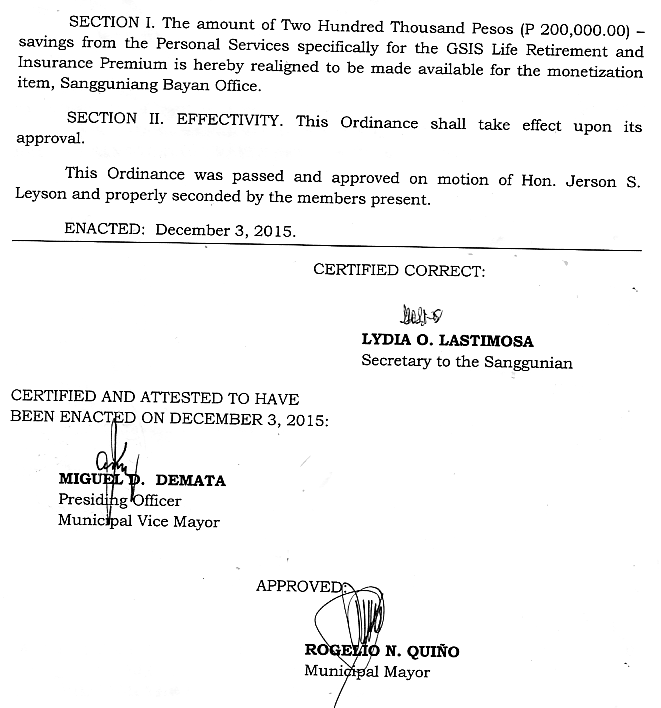 SECTION I. The amount of Two Hundred Thousand Pesos (P 200,000.00) –
savings from the Personal Services specifically for the GSIS Life Retirement and
Insurance Premium is hereby realigned to be made available for the monetization
item, Sangguniang Bayan Office.
SECTION II. EFFECTIVITY. This Ordinance shall take effect upon its
approval.
This Ordinance was passed and approved on motion of Hon. Jerson S.
Leyson and properly seconded by the members present.
ENACTED: December 3, 2015.
CERTIFIED CORRECT:
LYDIA O. LASTIMOSA
Secretary to the Sanggunian
CERTIFIED AND ATTESTED TO HAVE
BEEN ENACTED ON DECEMBER 3, 2015:
MIGUEL D. DEMATA
Presiding Officer
Municipal Vice Mayor
APPROVED:
ROGELIO N. QUIÑO
Municipal Mayor